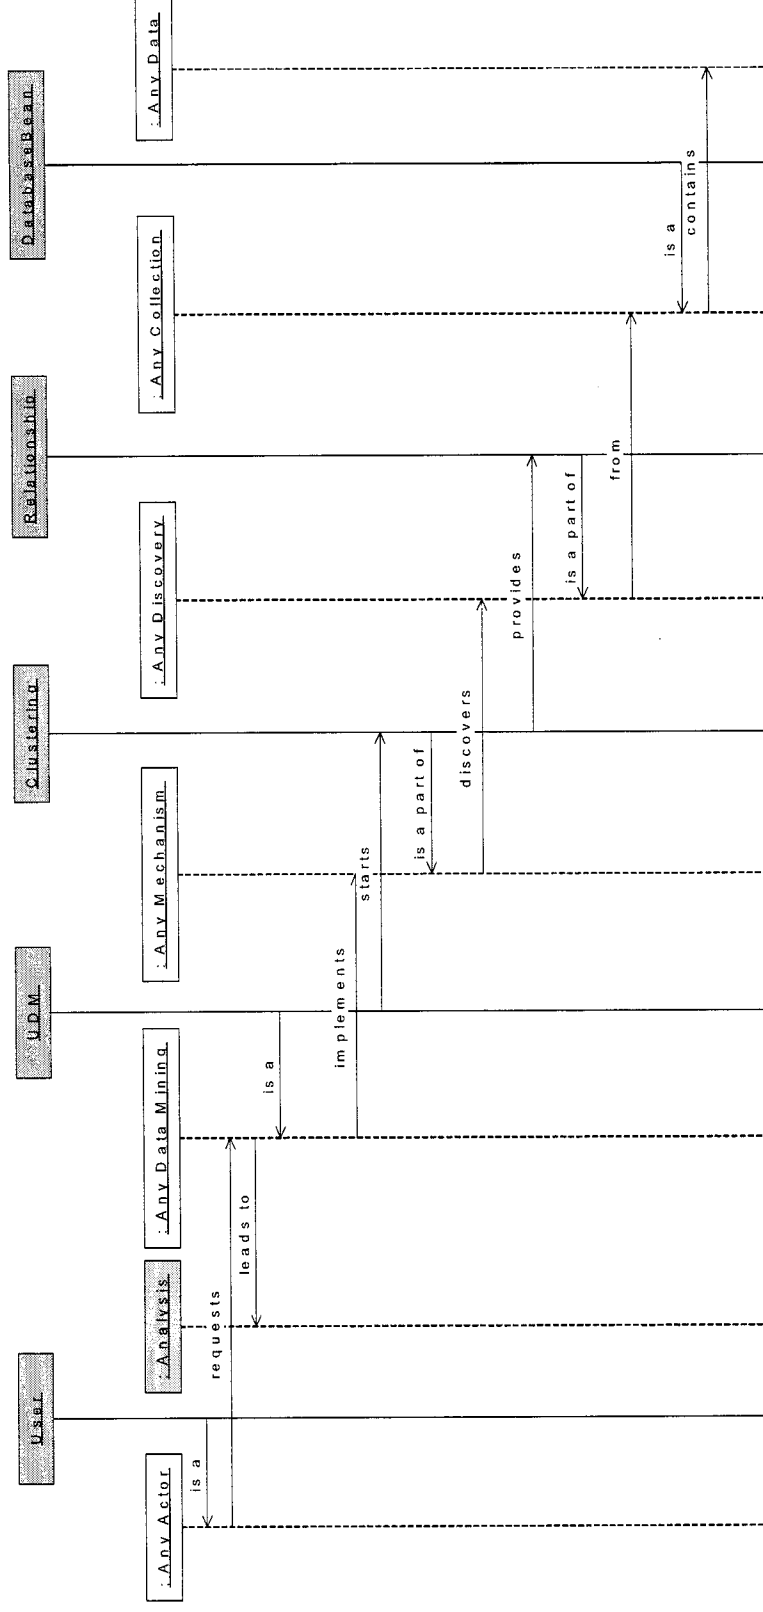 User
UDM
Clustering
Relationship
DatabaseBean
: Any Actor
: Analysis
: Any Data Mining
: Any Mechanism
: Any Discovery
: Any Collection
: Any Data
is a
requests
leads to
is a
implements
starts
is a part of
discovers
provides
is a part of
from
is a
contains